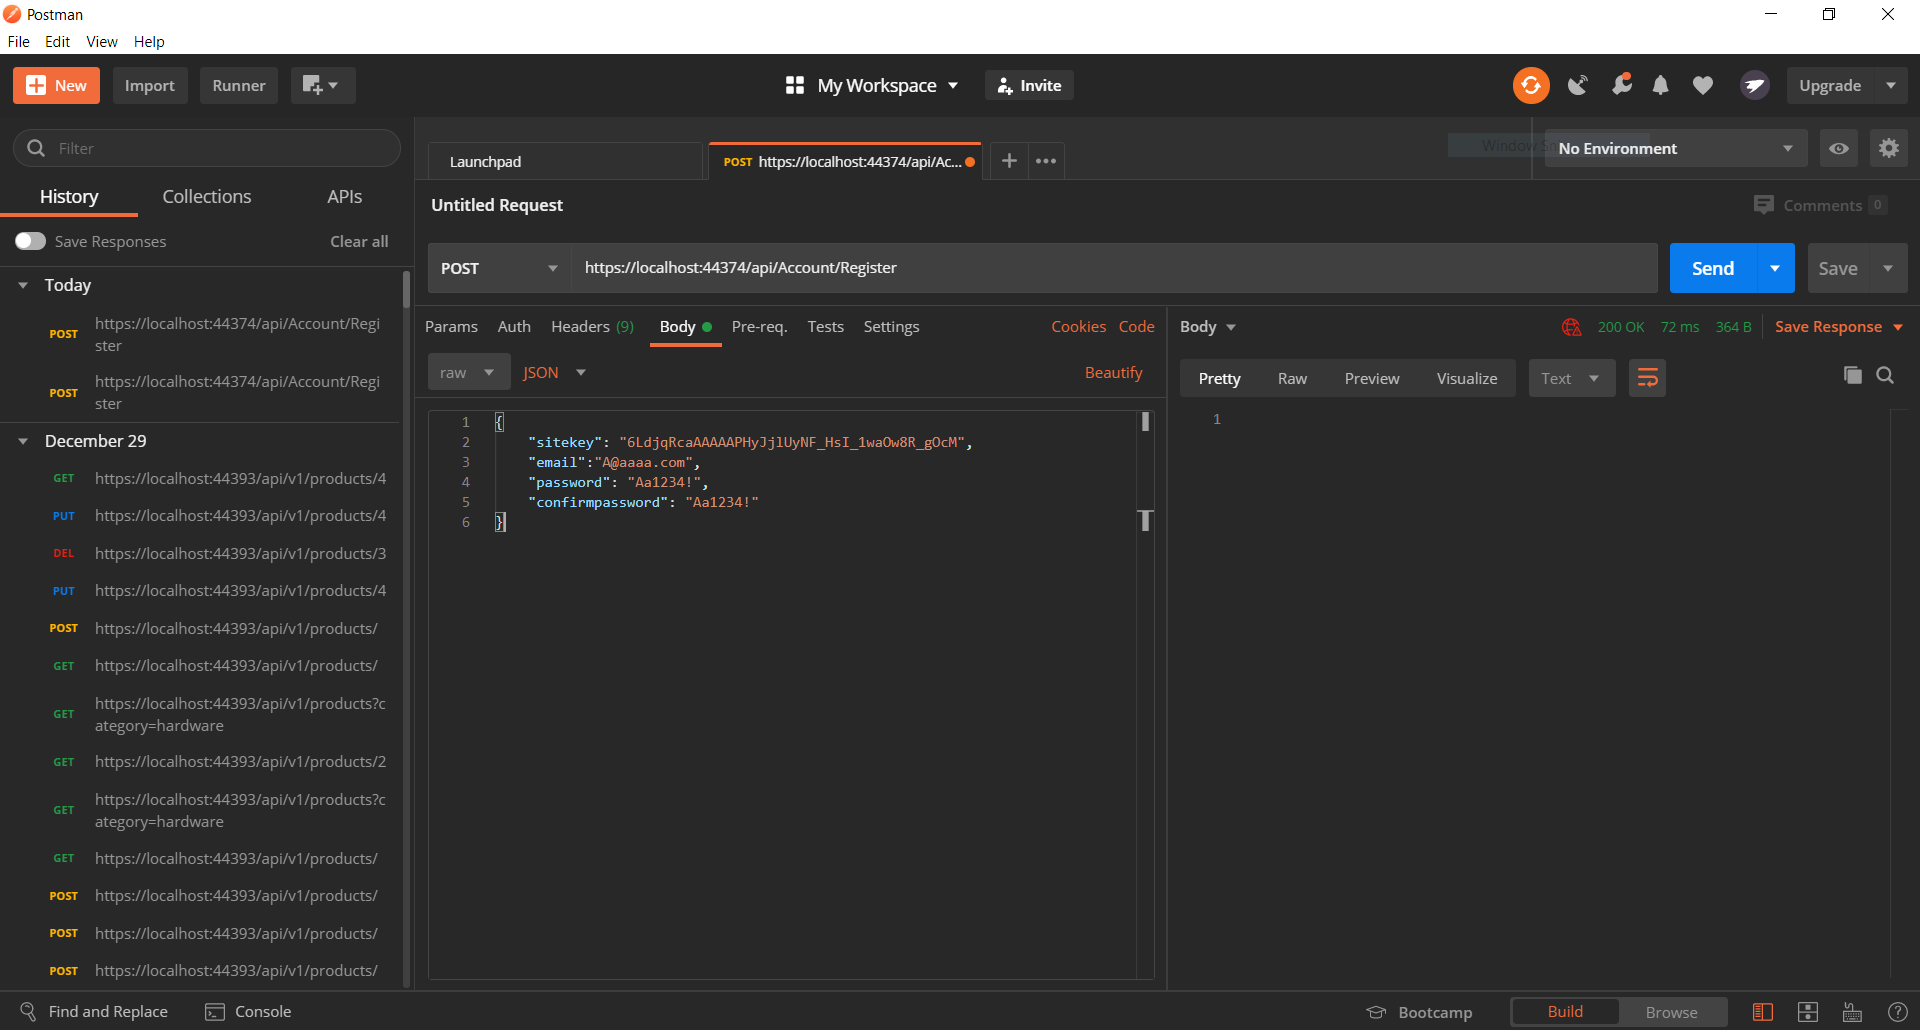 Postman
File Edit View Help
New Import Runner My Workspace Invite Upgrade
Filter
History Collections APIs
Save Responses Clear all
Today
POST https://localhost:44374/api/Account/Regi
ster
POST https://localhost:44374/api/Account/Regi
ster
December 29
GET https://localhost:44393/api/v1/products/4
PUT https://localhost:44393/api/v1/products/4
DEL https://localhost:44393/api/v1/products/3
PUT https://localhost:44393/api/v1/products/4
POST https://localhost:44393/api/v1/products/
GET https://localhost:44393/api/v1/products/
GET https://localhost:44393/api/v1/products?c
ategory=hardware
GET https://localhost:44393/api/v1/products/2
GET https://localhost:44393/api/v1/products?c
ategory=hardware
GET https://localhost:44393/api/v1/products/
POST https://localhost:44393/api/v1/products/
POST https://localhost:44393/api/v1/products/
POST https://localhost:44393/api/v1/products/
Launchpad POST https://localhost:44374/api/Ac... Window No Environment
Untitled Request Comments 0
POST https://localhost:44374/api/Account/Register Send Save
Params Auth Headers (9) Body Pre-req. Tests Settings Cookies Code
raw JSON Beautify
1 {
2 "sitekey": "6LdjqRcaAAAAAPHyJjlUyNF_HsI_1waOw8R_gOcM",
3 "email":"A@aaaa.com",
4 "password": "Aa1234!",
5 "confirmpassword": "Aa1234!"
6 }
Body 200 OK 72 ms 364 B Save Response
Pretty Raw Preview Visualize Text
1
Find and Replace Console Bootcamp Build Browse